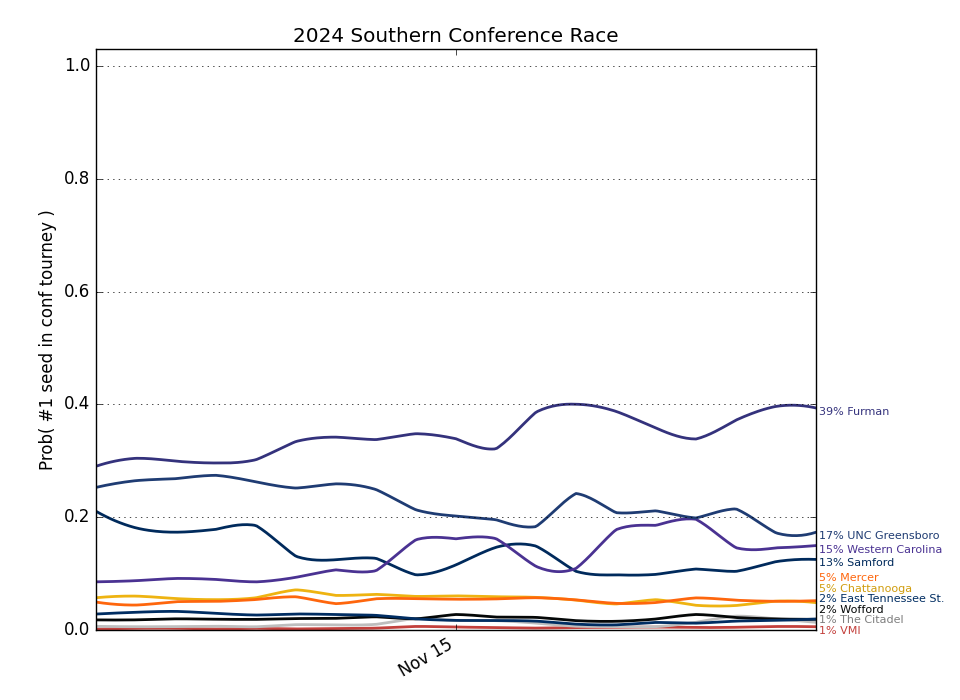 2024 Southern Conference Race
Prob( #1 seed in conf tourney )
1.0
0.8
0.6
0.4
0.2
0.0
Nov 15
39% Furman
17% UNC Greensboro
15% Western Carolina
13% Samford
5% Mercer
5% Chattanooga
2% East Tennessee St.
2% Wofford
1% The Citadel
1% VMI